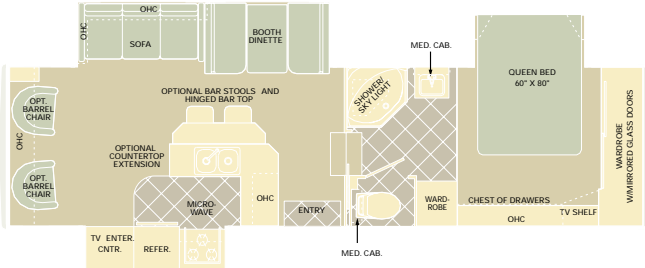 OHC
OHC
SOFA
BOOTH
DINETTE
MED. CAB.
QUEEN BED
60" X 80"
SHOWER/
SKY LIGHT
OPTIONAL BAR STOOLS AND
HINGED BAR TOP
OPT.
BARREL
CHAIR
OHC
OPTIONAL
COUNTERTOP
EXTENSION
OPT.
BARREL
CHAIR
MICRO-
WAVE
OHC
ENTRY
WARD-
ROBE
CHEST OF DRAWERS
TV SHELF
OHC
WARDROBE
W/MIRRORED GLASS DOORS
TV ENTER.
CNTR.
REFER.
MED. CAB.